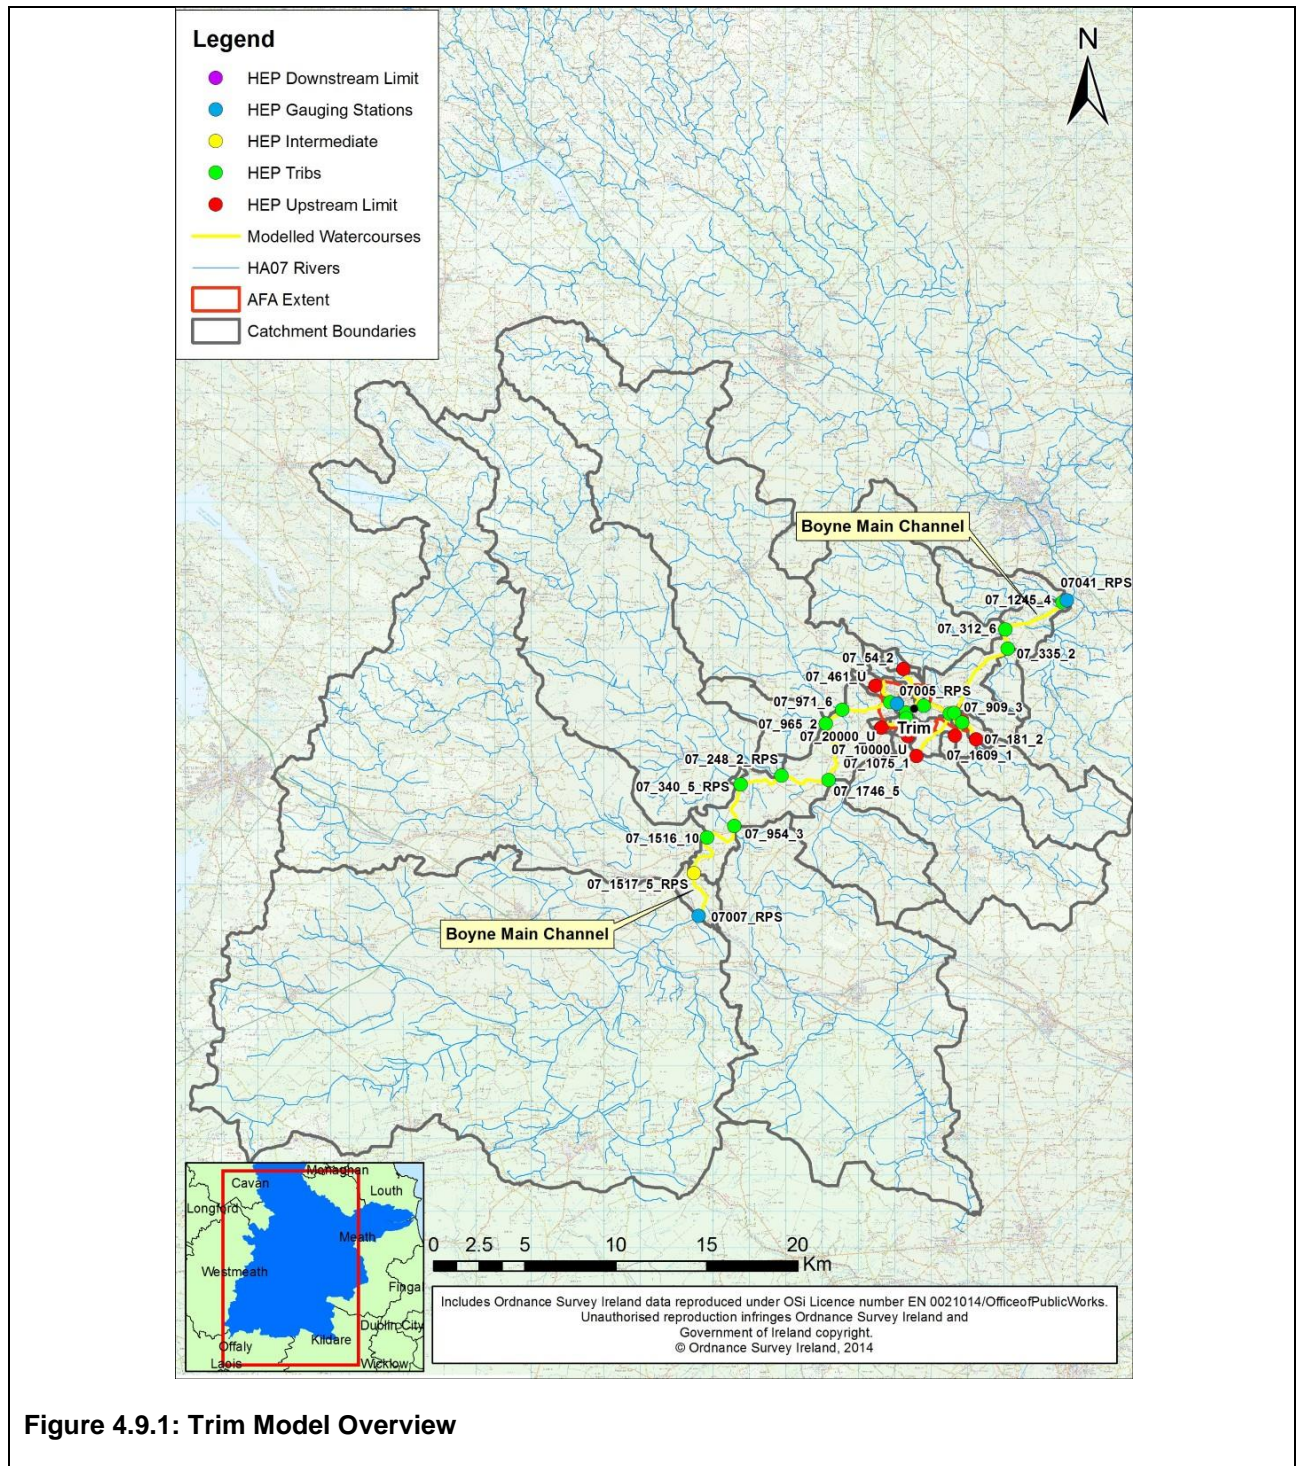 Legend
HEP Downstream Limit
HEP Gauging Stations
HEP Intermediate
HEP Tribs
HEP Upstream Limit
Modelled Watercourses
HA07 Rivers
AFA Extent
Catchment Boundaries
N
Boyne Main Channel
07041_RPS
07_1245_4
07_312_6
07_335_2
07_54_2
07_461_U
07005_RPS
07_971_6
07_909_3
07_965_2
Trim
07_20000_U
07_181_2
07_10000_U
07_1609_1
07_1075_1
07_248_2_RPS
07_340_5_RPS
07_1746_5
07_954_3
07_1516_10
07_1517_5_RPS
07007_RPS
Boyne Main Channel
Monaghan
Cavan
Louth
Longford
Meath
Westmeath
Fingal
Dublin City
Kildare
Offaly
Laois
Wicklow
0 2.5 5 10 15 20
Km
Includes Ordnance Survey Ireland data reproduced under OSi Licence number EN 0021014/OfficeofPublicWorks.
Unauthorised reproduction infringes Ordnance Survey Ireland and
Government of Ireland copyright.
© Ordnance Survey Ireland, 2014
Figure 4.9.1: Trim Model Overview